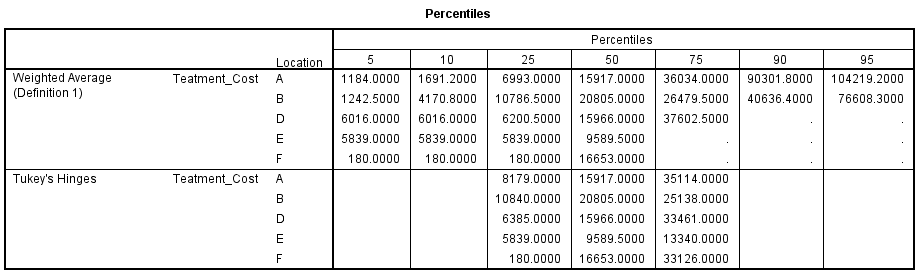 Percentiles
Percentiles
Location 5 10 25 50 75 90 95
Weighted Average Teatment_Cost A 1184.0000 1691.2000 6993.0000 15917.0000 36034.0000 90301.8000 104219.2000
(Definition 1) B 1242.5000 4170.8000 10786.5000 20805.0000 26479.5000 40636.4000 76608.3000
D 6016.0000 6016.0000 6200.5000 15966.0000 37602.5000 . .
E 5839.0000 5839.0000 5839.0000 9589.5000 . . .
F 180.0000 180.0000 180.0000 16653.0000 . . .
Tukey's Hinges Teatment_Cost A 8179.0000 15917.0000 35114.0000
B 10840.0000 20805.0000 25138.0000
D 6385.0000 15966.0000 33461.0000
E 5839.0000 9589.5000 13340.0000
F 180.0000 16653.0000 33126.0000